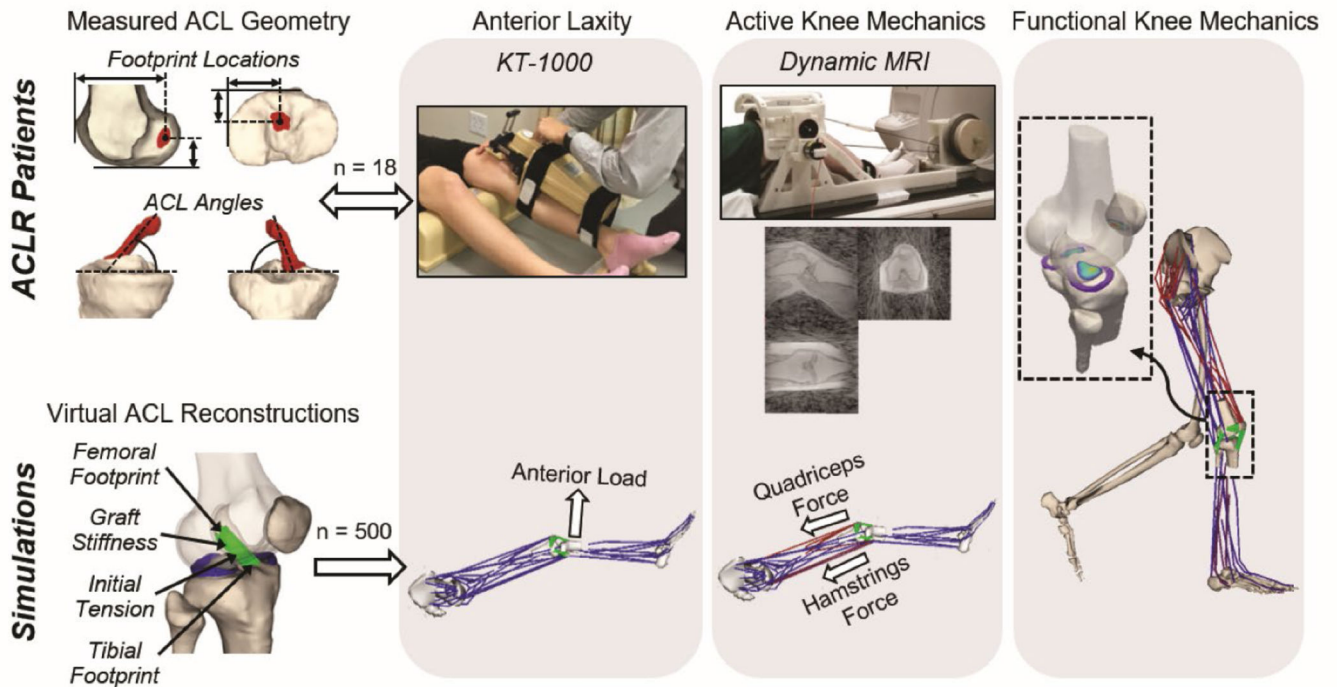 Measured ACL Geometry
Anterior Laxity
Active Knee Mechanics
Functional Knee Mechanics
ACLR Patients
Footprint Locations
ACL Angles
n = 18
KT-1000
Dynamic MRI
Simulations
Virtual ACL Reconstructions
Femoral
Footprint
Graft
Stiffness
Initial
Tension
Tibial
Footprint
n = 500
Anterior Load
Quadriceps
Force
Hamstrings
Force